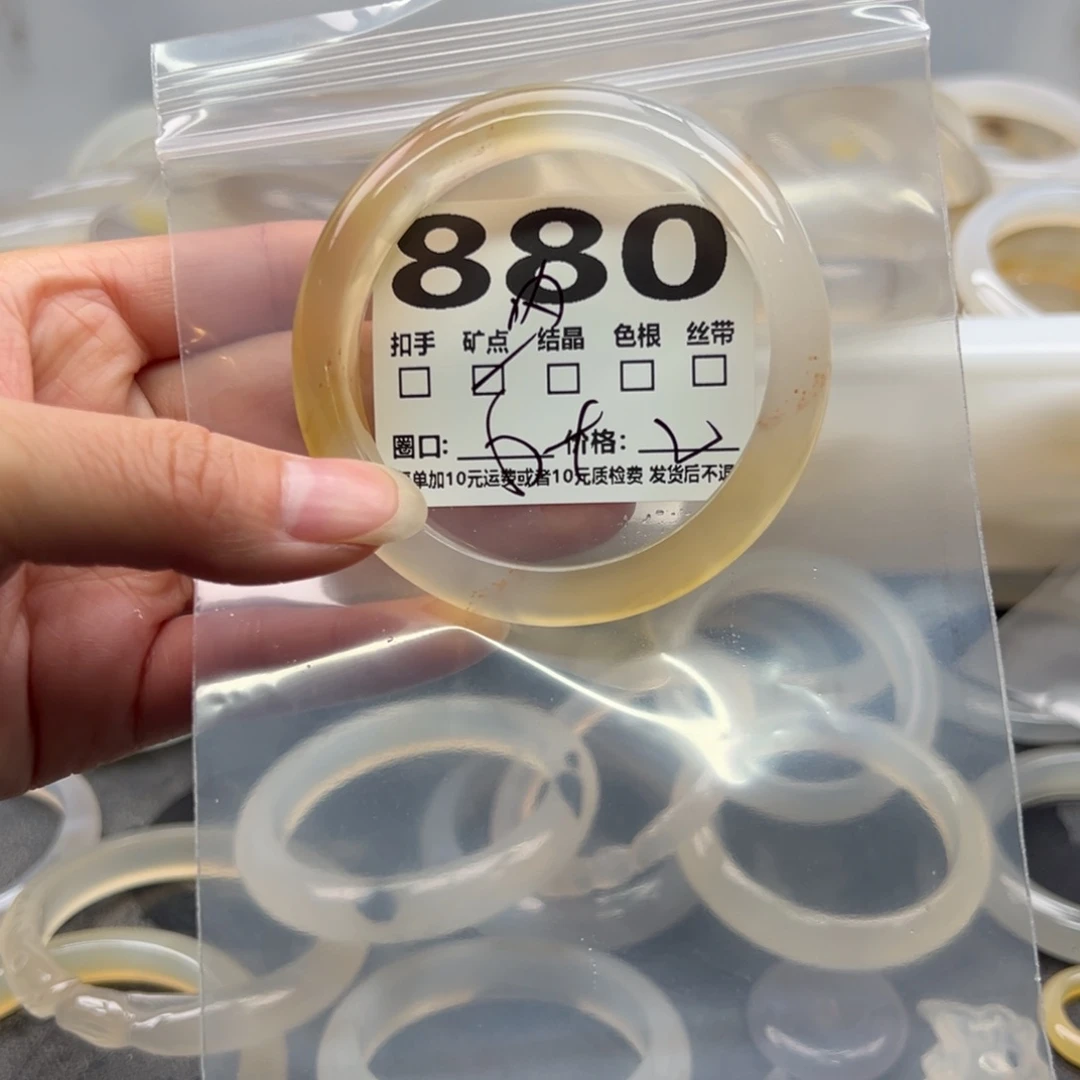 880
扣手 矿点 结晶 色根 丝带
圈口: 价格:
单加10元运费或者10元质检费 发货后不退